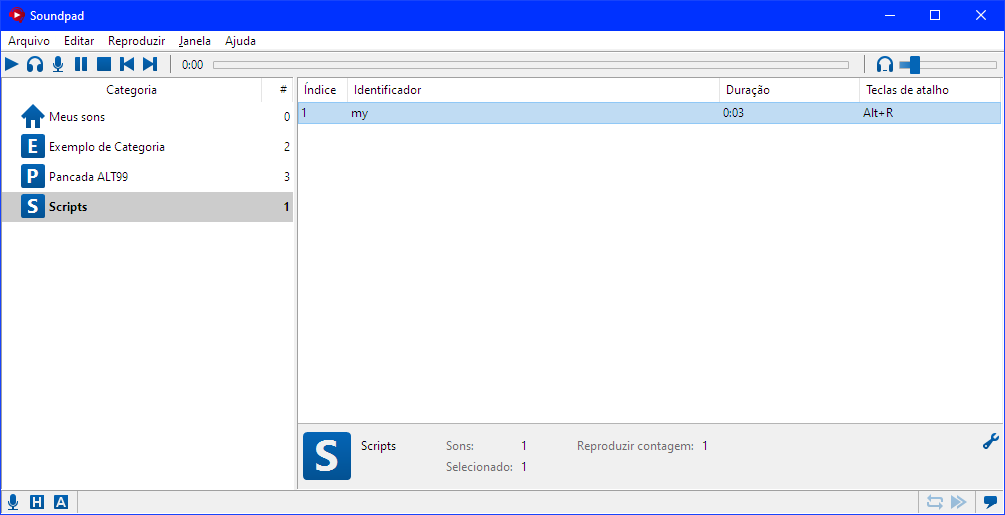 Soundpad
Arquivo Editar Reproduzir Janela Ajuda
0:00
Categoria #
Meus sons 0
E Exemplo de Categoria 2
P Pancada ALT99 3
S Scripts 1
Índice Identificador Duração Teclas de atalho
1 my 0:03 Alt+R
S Scripts Sons: 1 Reproduzir contagem: 1
Selecionado: 1
H A